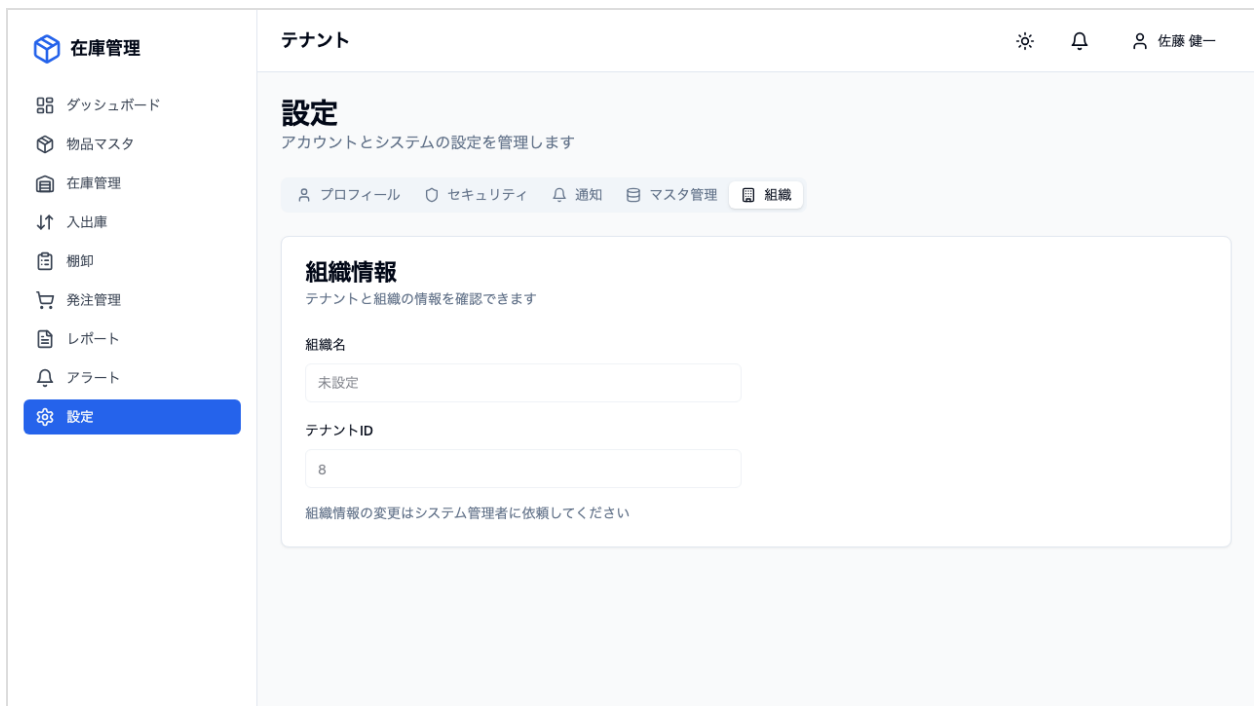 在庫管理
ダッシュボード
物品マスタ
在庫管理
入出庫
棚卸
発注管理
レポート
アラート
設定
テナント
佐藤 健一
設定
アカウントとシステムの設定を管理します
プロフィール セキュリティ 通知 マスタ管理 組織
組織情報
テナントと組織の情報を確認できます
組織名
未設定
テナントID
8
組織情報の変更はシステム管理者に依頼してください